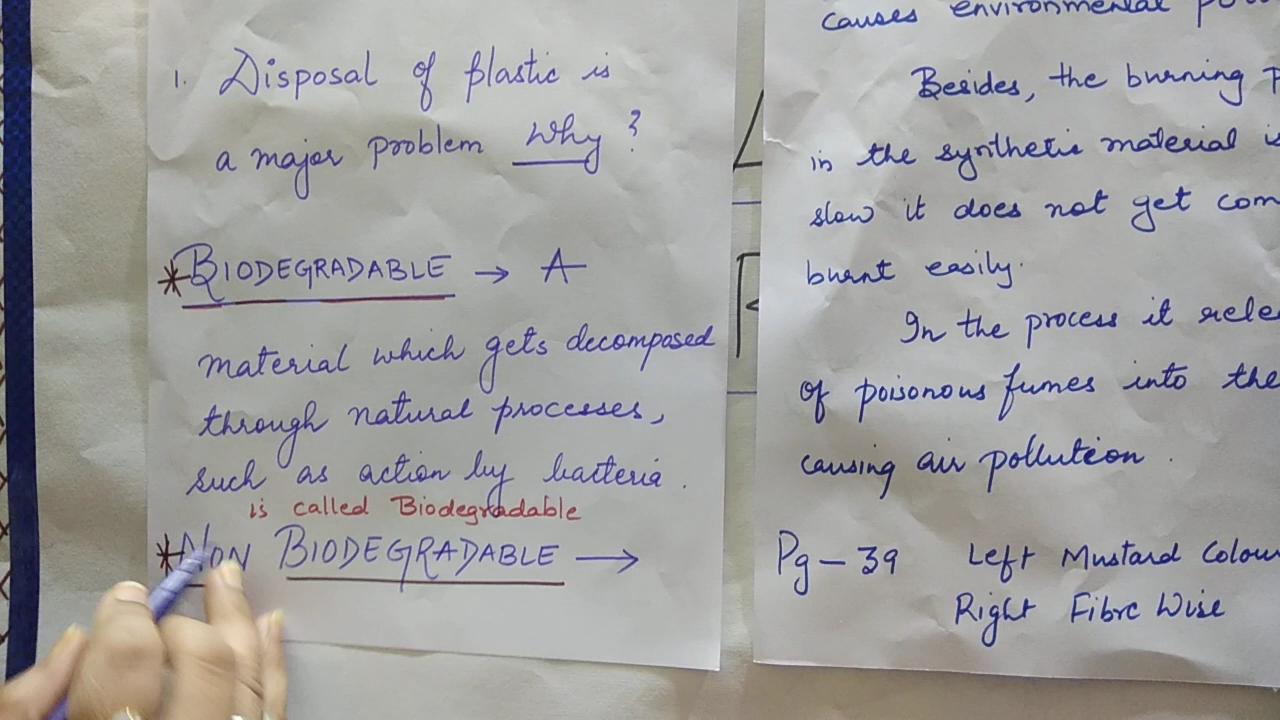 1. Disposal of plastic is
a major problem Why?
*BIODEGRADABLE → A
material which gets decomposed
through natural processes,
such as action by bacteria.
is called Biodegradable
*NON BIODEGRADABLE →
causes environmental
Besides, the burning
in the synthetic material
slow it does not get
burnt easily.
In the process it
of poisonous fumes into the
causing air pollution.
Pg - 39 Left Mustard
Right Fibre Wise